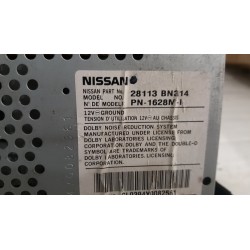 NISSAN
NISSAN Part No. 28113 BN314
MODEL NO.
N° DE MODELE PN-1628M-I
12V⎓ GROUND
TENSION D'UTILISATION 12V⎓ AU CHASSIS
DOLBY NOISE REDUCTION SYSTEM
MANUFACTURED UNDER LICENSE FROM
DOLBY LABORATORIES LICENSING
CORPORATION. DOLBY AND THE DOUBLE-D
SYMBOL ARE TRADEMARKS OF DOLBY
LABORATORIES LICENSING
CORPORATION.